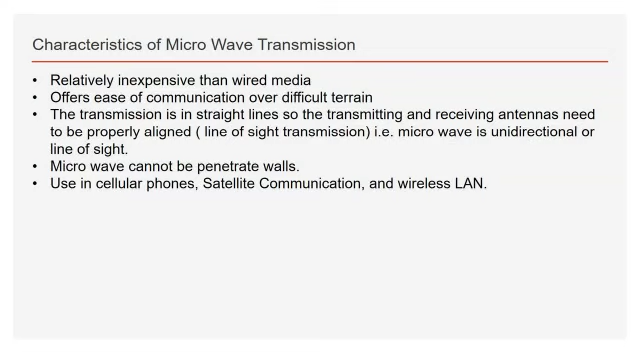 Characteristics of Micro Wave Transmission
• Relatively inexpensive than wired media
• Offers ease of communication over difficult terrain
• The transmission is in straight lines so the transmitting and receiving antennas need
to be properly aligned ( line of sight transmission) i.e. micro wave is unidirectional or
line of sight.
• Micro wave cannot be penetrate walls.
• Use in cellular phones, Satellite Communication, and wireless LAN.